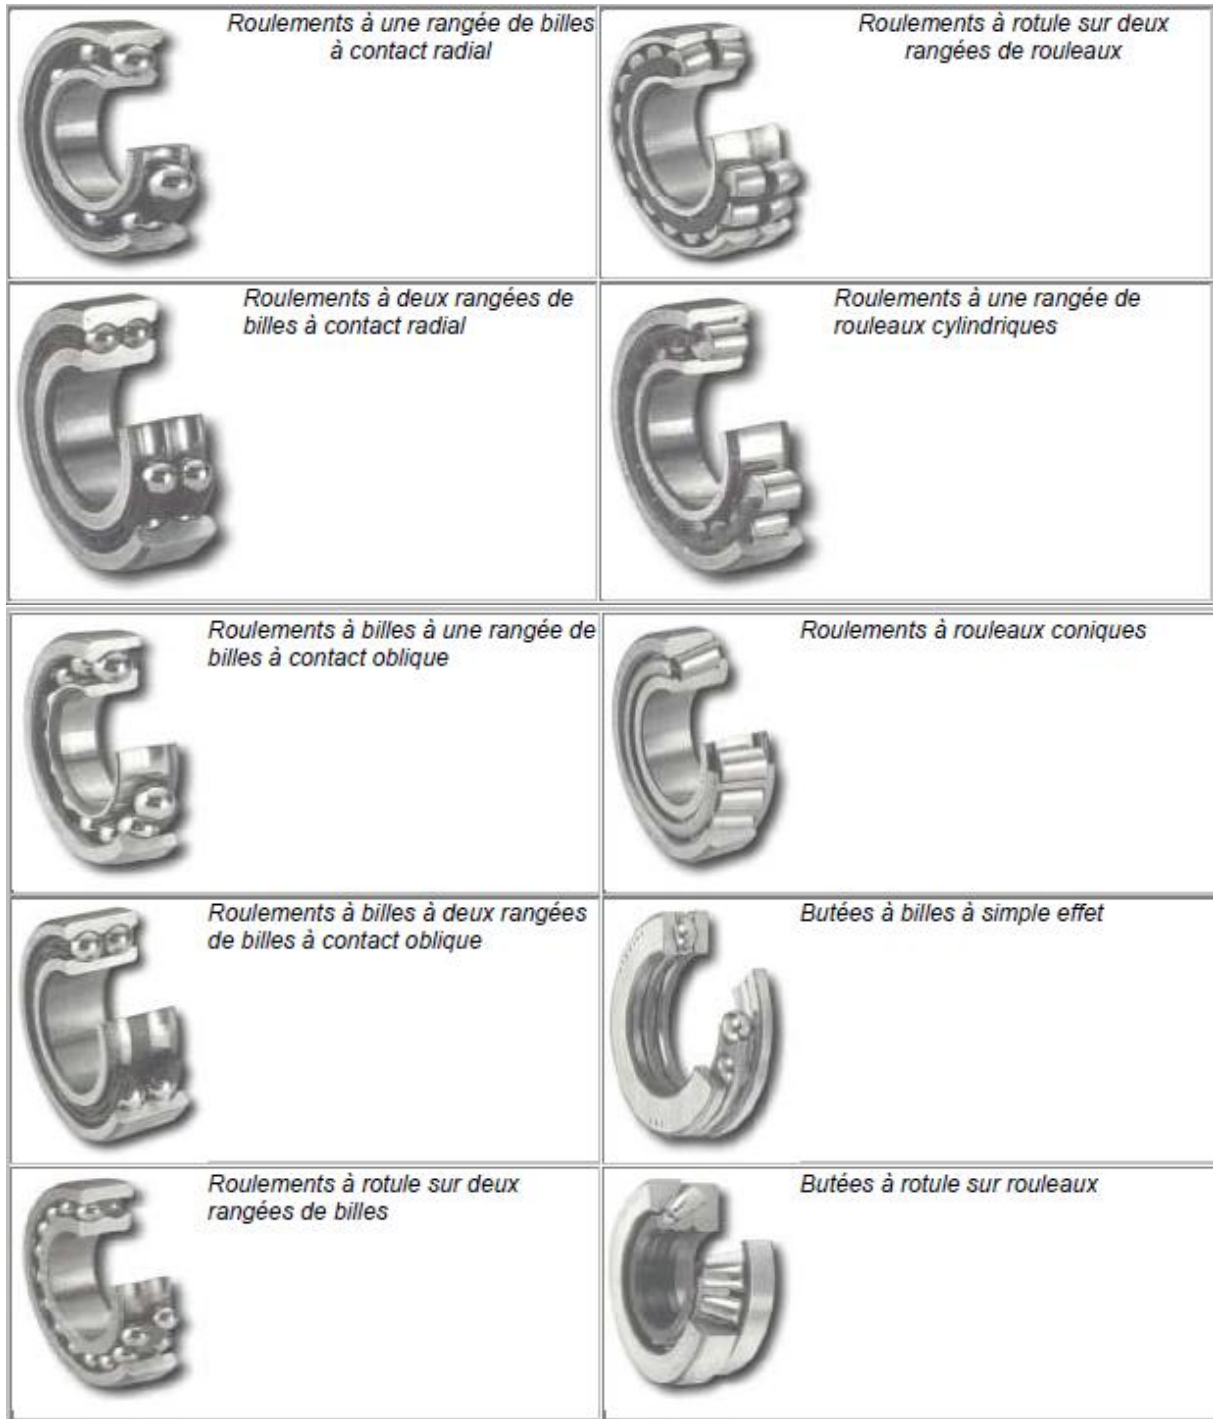 Roulements à une rangée de billes
à contact radial
Roulements à rotule sur deux
rangées de rouleaux
Roulements à deux rangées de
billes à contact radial
Roulements à une rangée de
rouleaux cylindriques
Roulements à billes à une rangée de
billes à contact oblique
Roulements à rouleaux coniques
Roulements à billes à deux rangées
de billes à contact oblique
Butées à billes à simple effet
Roulements à rotule sur deux
rangées de billes
Butées à rotule sur rouleaux